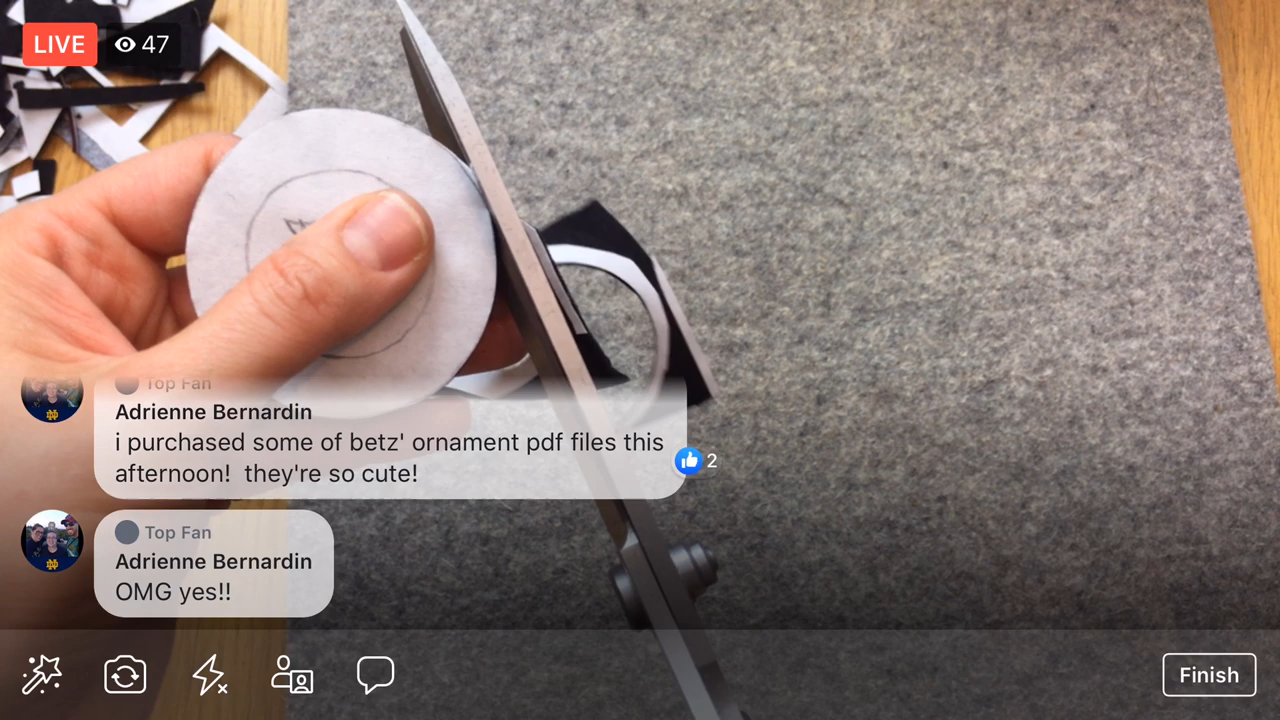 LIVE 47
Top Fan
Adrienne Bernardin
i purchased some of betz' ornament pdf files this
afternoon!  they're so cute!
2
Top Fan
Adrienne Bernardin
OMG yes!!
Finish